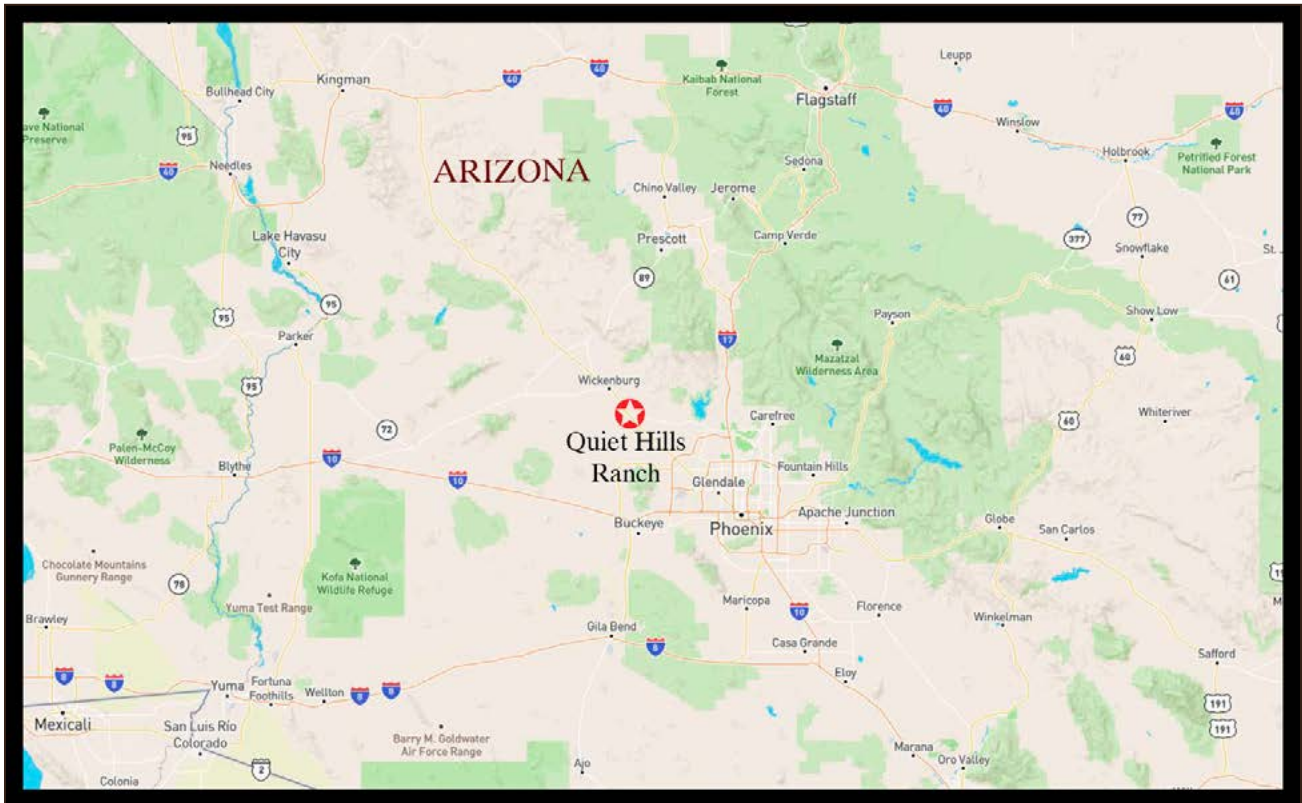 Leupp
Kingman
40
40
Kaibab National
Forest
Bullhead City
Flagstaff
40
40
ave National
Preserve
95
Winslow
Holbrook
Petrified Forest
National Park
Needles
40
ARIZONA
Sedona
Chino Valley
Jerome
77
Lake Havasu
City
Prescott
Camp Verde
377
Snowflake
St. J
89
61
95
95
Payson
Show Low
Parker
17
Mazatzal
Wilderness Area
60
95
Wickenburg
Carefree
Whiteriver
72
60
Quiet Hills
Ranch
Palen-McCoy
Wilderness
Blythe
10
10
Glendale
Fountain Hills
Buckeye
Phoenix
Apache Junction
Globe
San Carlos
Chocolate Mountains
Gunnery Range
78
Kofa National
Wildlife Refuge
Yuma Test Range
Maricopa
10
Florence
Brawley
Gila Bend
8
Winkelman
Casa Grande
Safford
8
8
Yuma
Fortuna
Foothills
Wellton
8
8
Eloy
191
Mexicali
San Luis Río
Colorado
191
Barry M. Goldwater
Air Force Range
2
Marana
Oro Valley
Colonia
Ajo